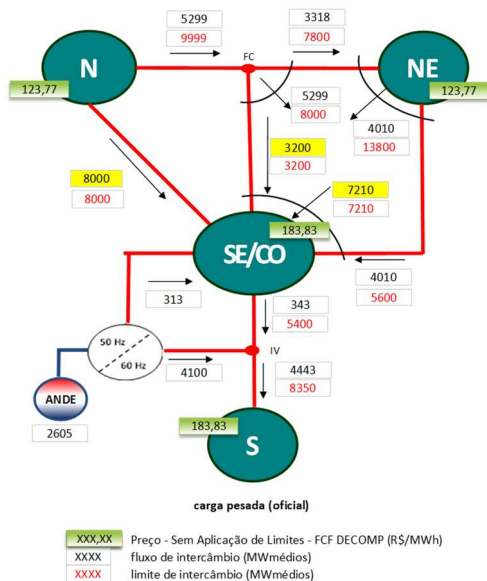 5299
9999
3318
7800
FC
N
NE
123,77
123,77
5299
8000
4010
13800
3200
3200
8000
8000
7210
7210
183,83
SE/CO
4010
5600
313
343
5400
50 Hz
60 Hz
IV
4100
4443
8350
ANDE
2605
183,83
S
carga pesada (oficial)
XXX,XX Preço - Sem Aplicação de Limites - FCF DECOMP (R$/MWh)
XXXX fluxo de intercâmbio (MWmédios)
XXXX limite de intercâmbio (MWmédios)